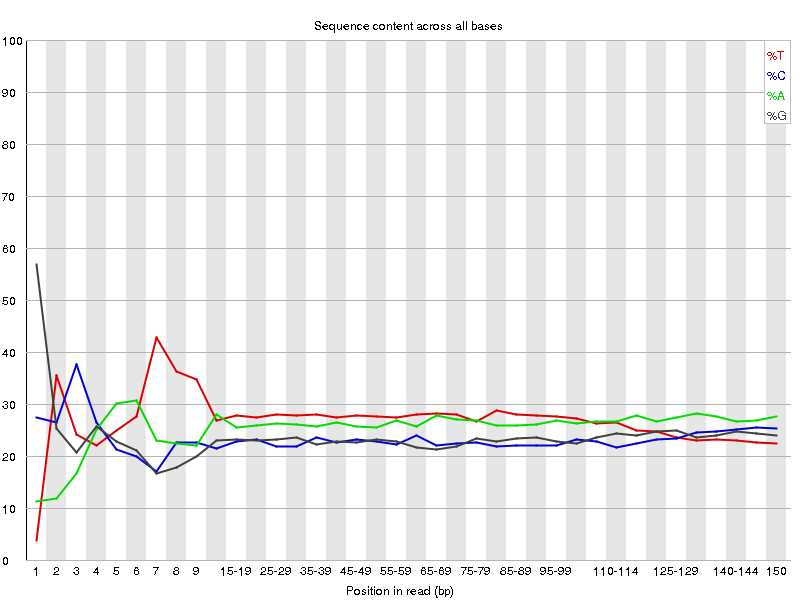 Sequence content across all bases
100
90
80
70
60
50
40
30
20
10
0
%T
%C
%A
%G
1 2 3 4 5 6 7 8 9 15-19 25-29 35-39 45-49 55-59 65-69 75-79 85-89 95-99 110-114 125-129 140-144 150
Position in read (bp)